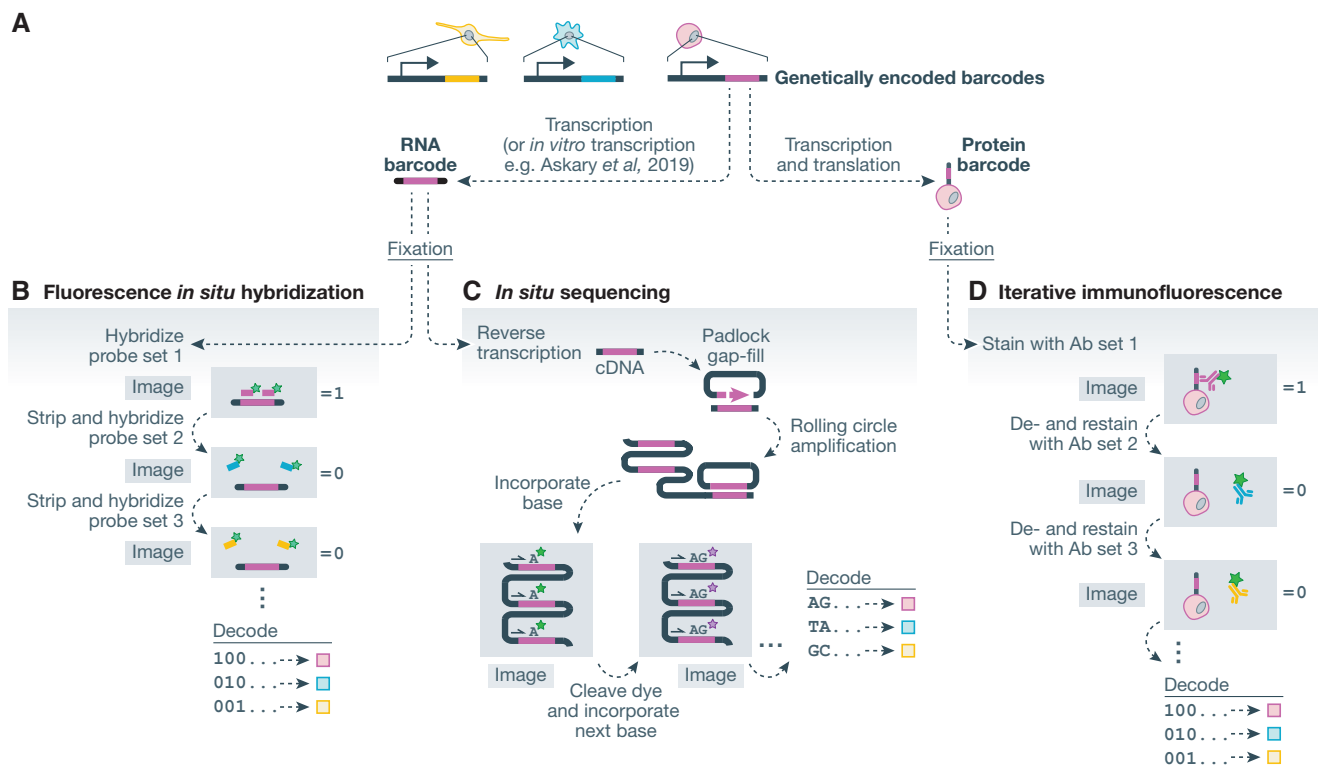 A
Genetically encoded barcodes
RNA
barcode
Transcription
(or in vitro transcription
e.g. Askary et al, 2019)
Transcription
and translation
Protein
barcode
Fixation
Fixation
B Fluorescence in situ hybridization
Hybridize
probe set 1
Image
=1
Strip and hybridize
probe set 2
Image
=0
Strip and hybridize
probe set 3
Image
=0
Decode
100...
010...
001...
C In situ sequencing
Reverse
transcription
cDNA
Padlock
gap-fill
Rolling circle
amplification
Incorporate
base
A
A
A
Image
Cleave dye
and incorporate
next base
AG
AG
AG
Image
...
Decode
AG...
TA...
GC...
D Iterative immunofluorescence
Stain with Ab set 1
Image
=1
De- and restain
with Ab set 2
Image
=0
De- and restain
with Ab set 3
Image
=0
Decode
100...
010...
001...